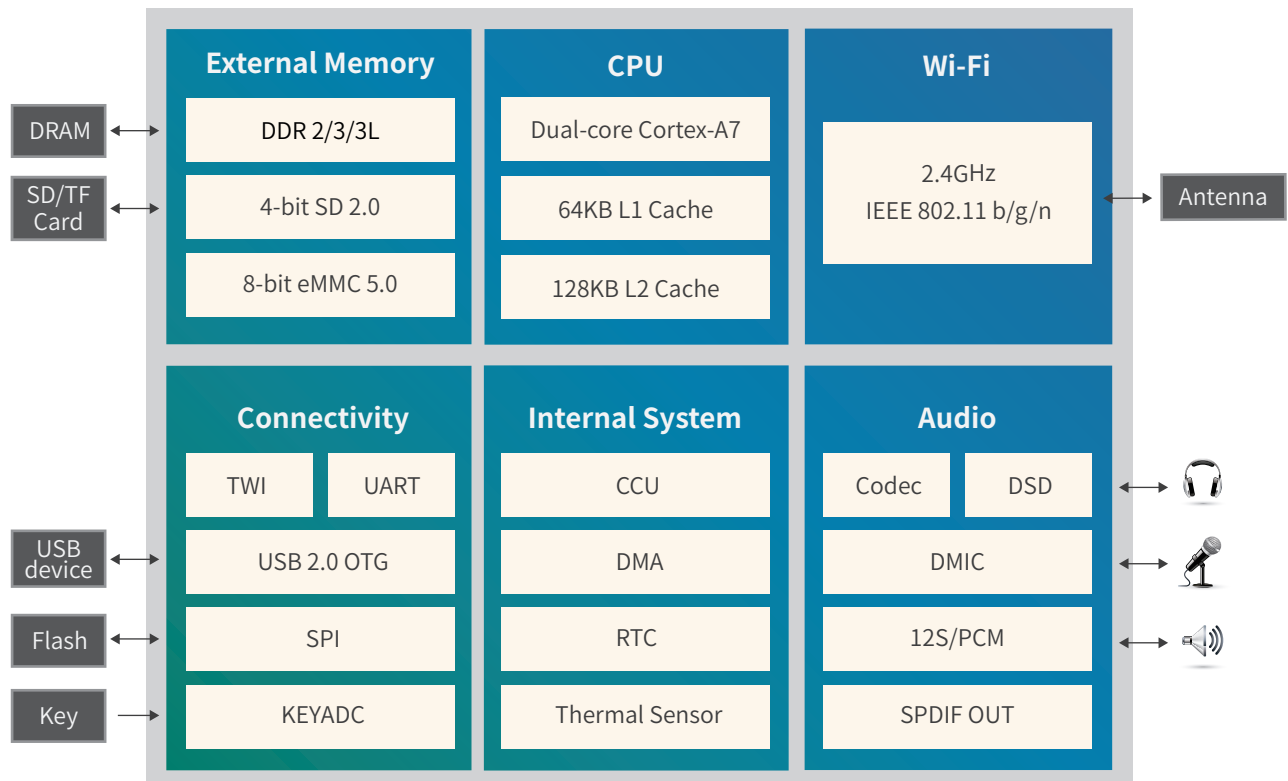 External Memory
DDR 2/3/3L
4-bit SD 2.0
8-bit eMMC 5.0
CPU
Dual-core Cortex-A7
64KB L1 Cache
128KB L2 Cache
Wi-Fi
2.4GHz
IEEE 802.11 b/g/n
DRAM
SD/TF
Card
Antenna
Connectivity
TWI
UART
USB 2.0 OTG
SPI
KEYADC
Internal System
CCU
DMA
RTC
Thermal Sensor
Audio
Codec
DSD
DMIC
12S/PCM
SPDIF OUT
USB
device
Flash
Key